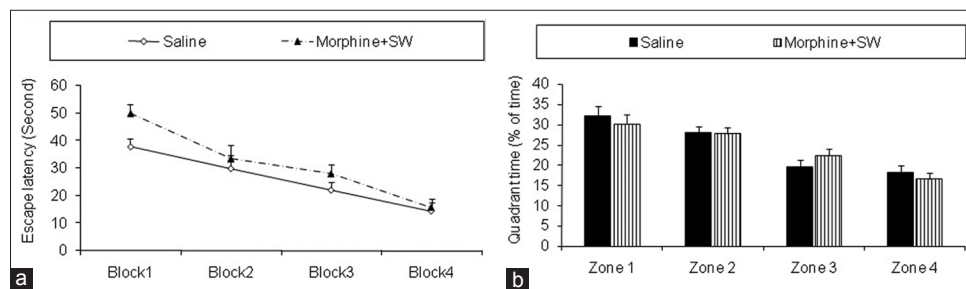 Saline Morphine+SW
Escape latency (Second)
60
50
40
30
20
10
0
Block1 Block2 Block3 Block4
a
Saline Morphine+SW
Quadrant time (% of time)
40
35
30
25
20
15
10
5
0
Zone 1 Zone 2 Zone 3 Zone 4
b